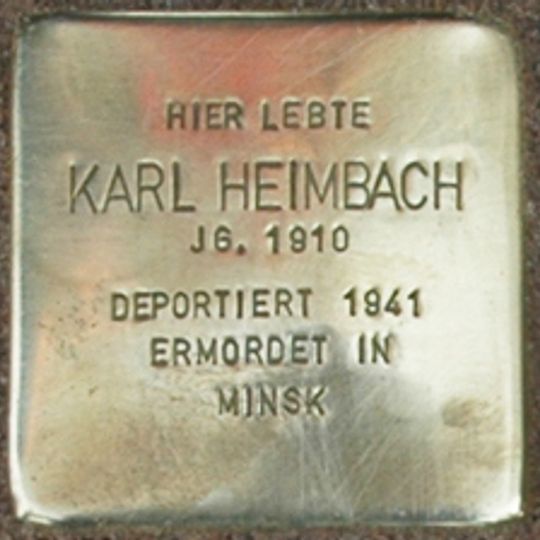 HIER LEBTE
KARL HEIMBACH
JG. 1910
DEPORTIERT 1941
ERMORDET IN
MINSK